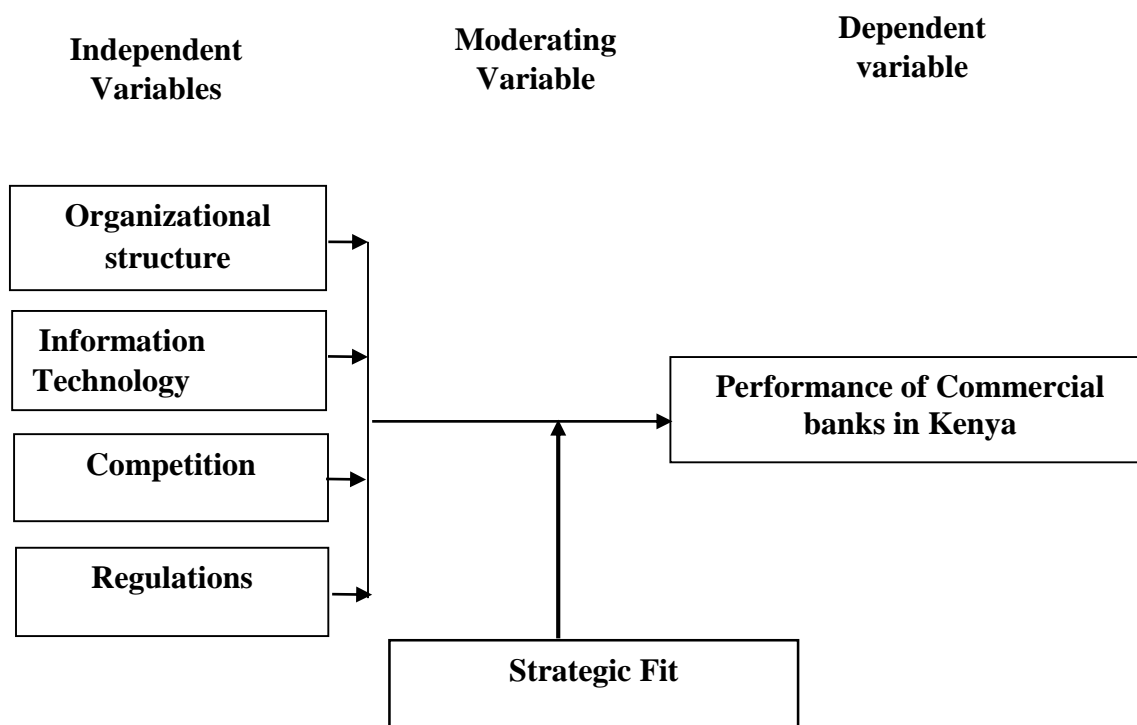 Independent
Variables
Moderating
Variable
Dependent
variable
Organizational
structure
Information
Technology
Competition
Regulations
Performance of Commercial
banks in Kenya
Strategic Fit